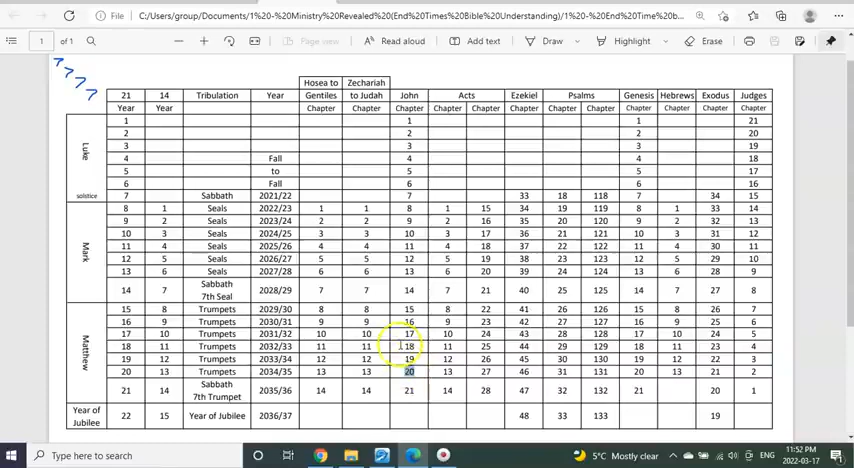 C:/Users/group/Documents/1%20-%20Ministry%20Revealed(End%20Times%20Bible%20Understanding)/1%20-%20End%20Time%20b...
File
1 of 1
Page view
Read aloud
Add text
Draw
Highlight
Erase
Hosea to Zechariah
21 14 Tribulation Year Gentiles to Judah John Acts Ezekiel Psalms Genesis Hebrews Exodus Judges
Year Year Chapter Chapter Chapter Chapter Chapter Chapter Chapter Chapter Chapter Chapter
Luke
1 1 1 21
2 2 2 20
3 3 3 19
4 Fall 4 4 18
5 to 5 5 17
6 Fall 6 6 16
solstice 7 Sabbath 2021/22 7 33 18 118 7 34 15
Mark
8 1 Seals 2022/23 1 1 8 1 15 34 19 119 8 1 33 14
9 2 Seals 2023/24 2 2 9 2 16 35 20 120 9 2 32 13
10 3 Seals 2024/25 3 3 10 3 17 36 21 121 10 3 31 12
11 4 Seals 2025/26 4 4 11 4 18 37 22 122 11 4 30 11
12 5 Seals 2026/27 5 5 12 5 19 38 23 123 12 5 29 10
13 6 Seals 2027/28 6 6 13 6 20 39 24 124 13 6 28 9
14 7 Sabbath 7th Seal 2028/29 7 7 14 7 21 40 25 125 14 7 27 8
Matthew
15 8 Trumpets 2029/30 8 8 15 8 22 41 26 126 15 8 26 7
16 9 Trumpets 2030/31 9 9 16 9 23 42 27 127 16 9 25 6
17 10 Trumpets 2031/32 10 10 17 10 24 43 28 128 17 10 24 5
18 11 Trumpets 2032/33 11 11 18 11 25 44 29 129 18 11 23 4
19 12 Trumpets 2033/34 12 12 19 12 26 45 30 130 19 12 22 3
20 13 Trumpets 2034/35 13 13 20 13 27 46 31 131 20 13 21 2
21 14 Sabbath 7th Trumpet 2035/36 14 14 21 14 28 47 32 132 21 20 1
Year of Jubilee 22 15 Year of Jubilee 2036/37 48 33 133 19
Type here to search
5°C Mostly clear
ENG
11:52 PM
2022-03-17